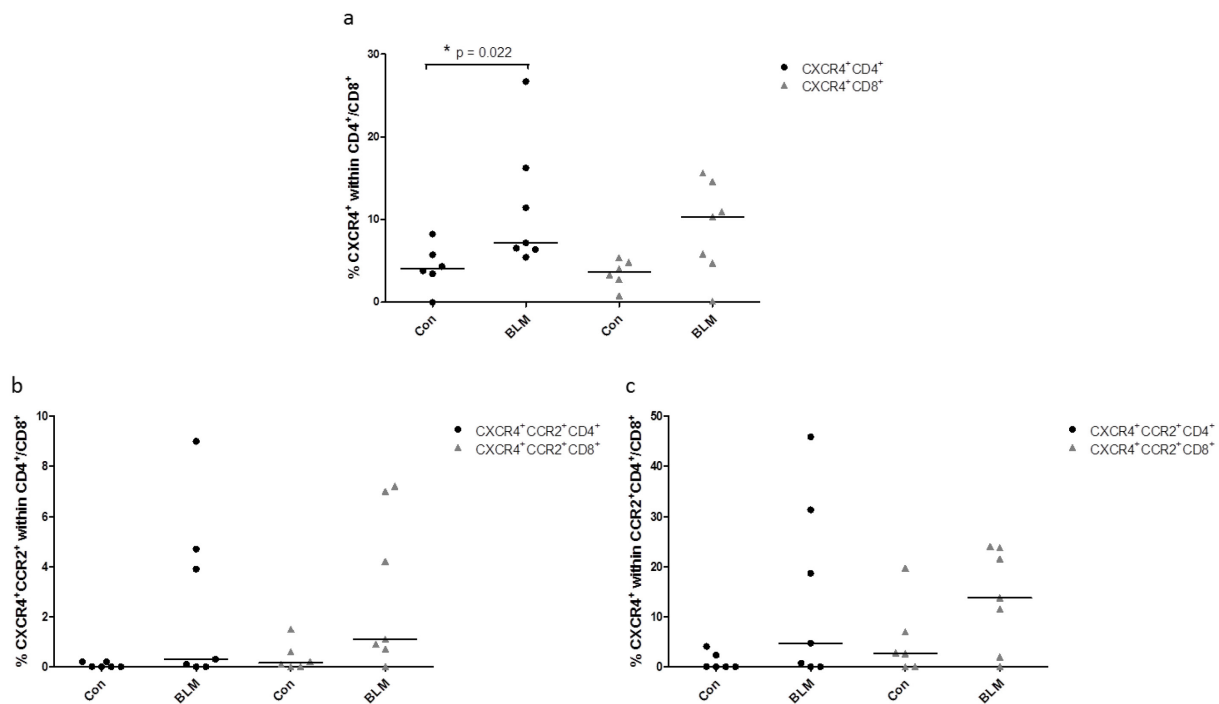 a
* p = 0.022
% CXCR4⁺ within CD4⁺/CD8⁺
30
20
10
0
Con
BLM
Con
BLM
CXCR4⁺CD4⁺
CXCR4⁺CD8⁺
b
% CXCR4⁺CCR2⁺ within CD4⁺/CD8⁺
10
8
6
4
2
0
Con
BLM
Con
BLM
CXCR4⁺CCR2⁺CD4⁺
CXCR4⁺CCR2⁺CD8⁺
c
% CXCR4⁺ within CCR2⁺CD4⁺/CD8⁺
50
40
30
20
10
0
Con
BLM
Con
BLM
CXCR4⁺CCR2⁺CD4⁺
CXCR4⁺CCR2⁺CD8⁺